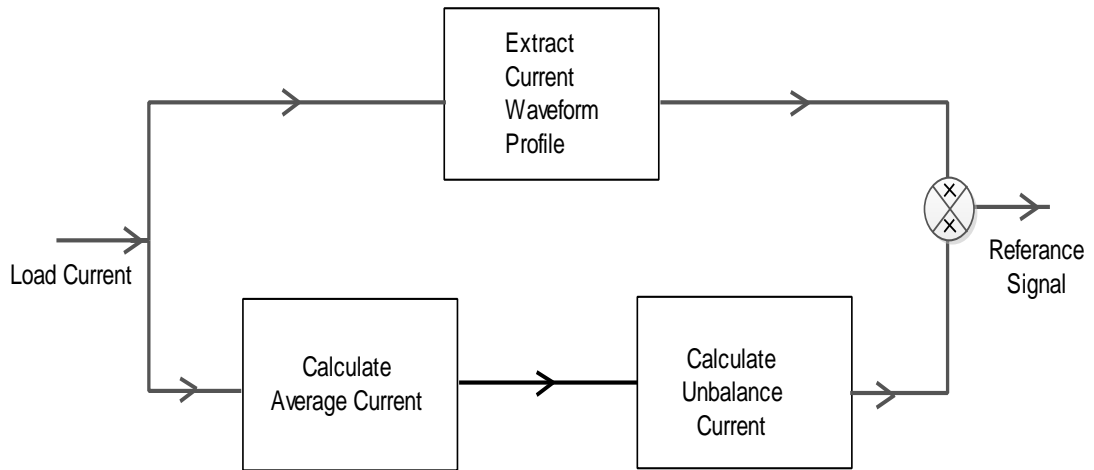 Extract
Current
Waveform
Profile
x
x
Load Current
Referance
Signal
Calculate
Average Current
Calculate
Unbalance
Current